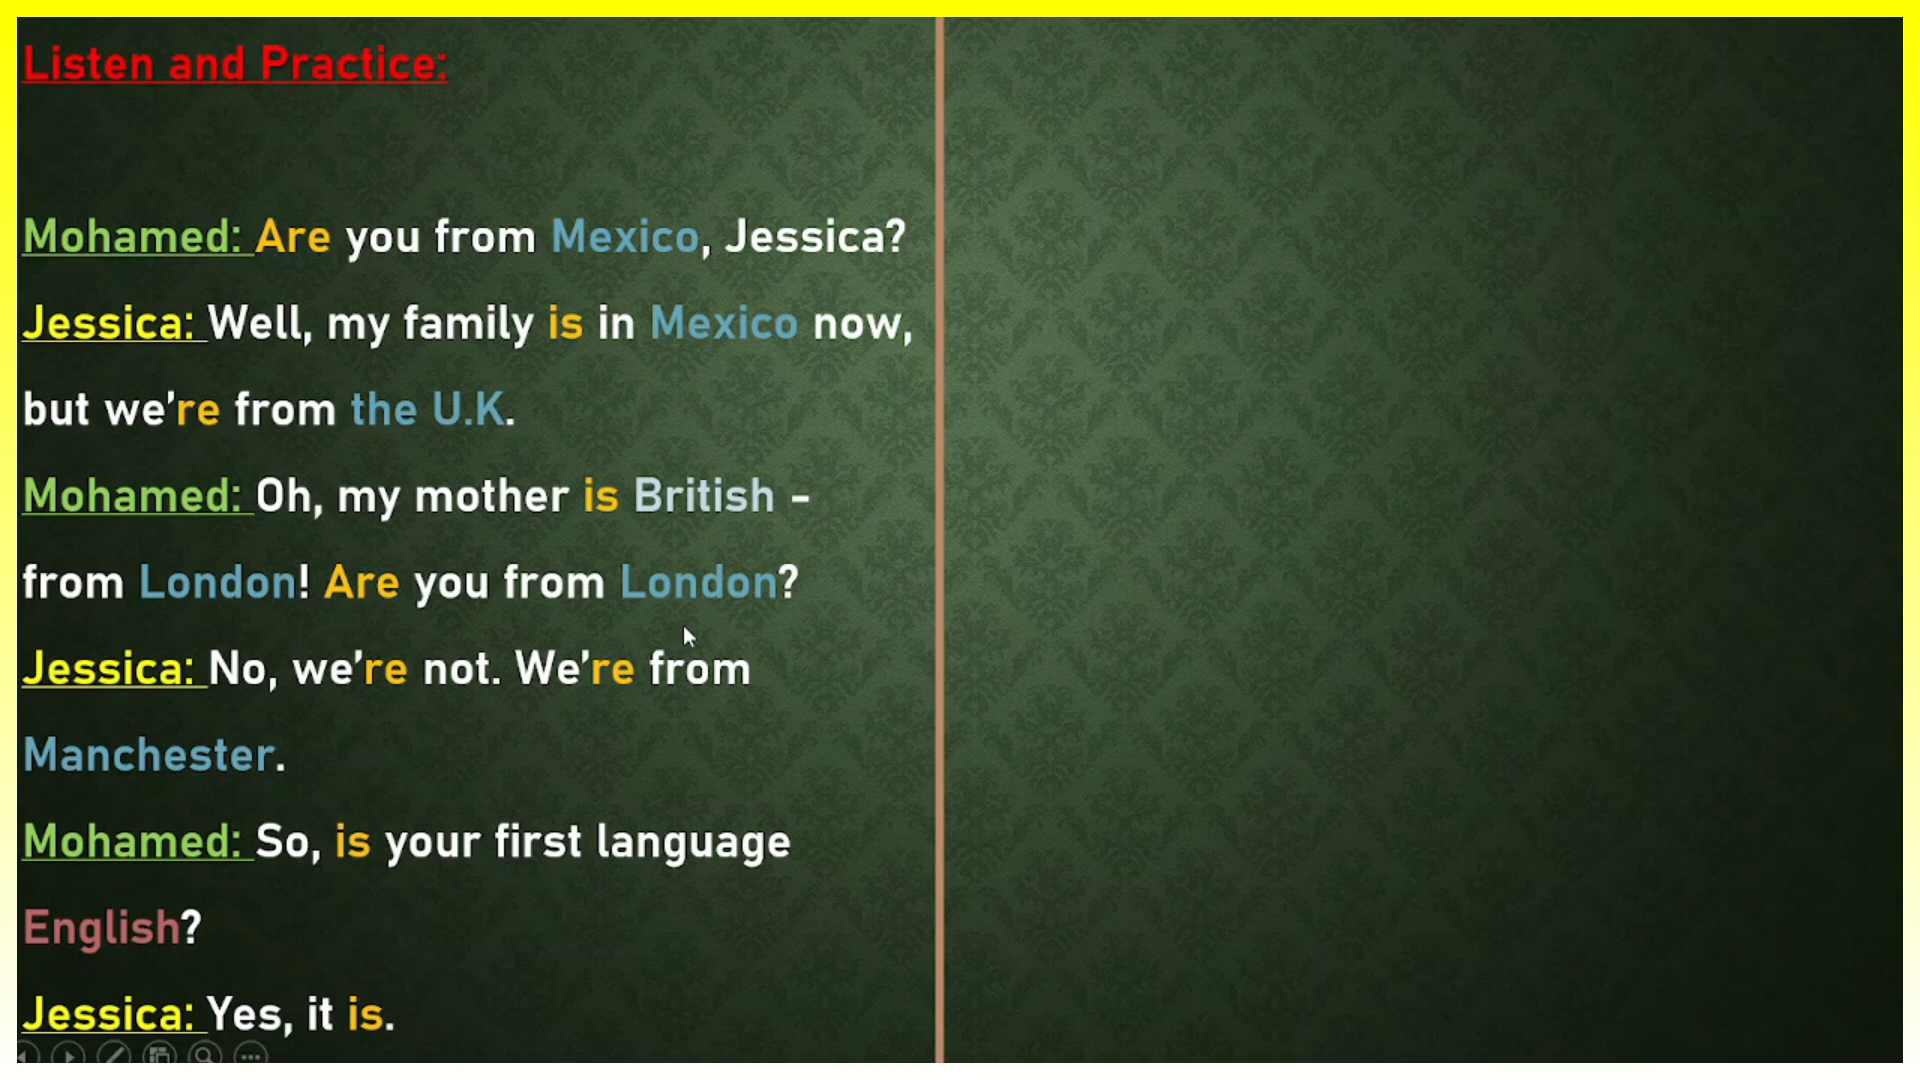 Listen and Practice:
Mohamed: Are you from Mexico, Jessica?
Jessica: Well, my family is in Mexico now,
but we’re from the U.K.
Mohamed: Oh, my mother is British –
from London! Are you from London?
Jessica: No, we’re not. We’re from
Manchester.
Mohamed: So, is your first language
English?
Jessica: Yes, it is.